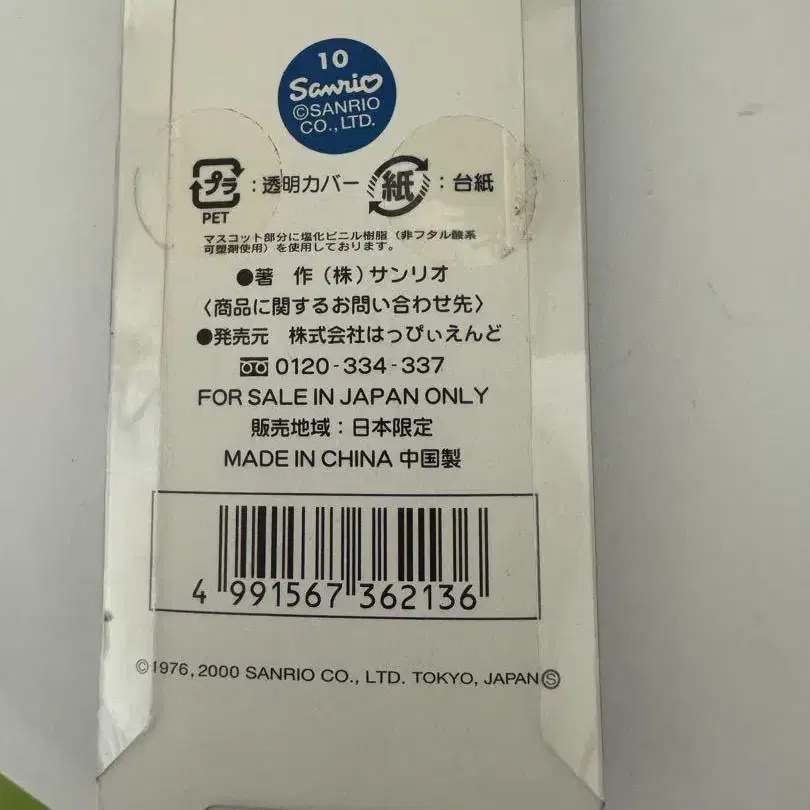 10
Sanrio
©SANRIO
CO.,LTD.
プラ : 透明カバー 紙 : 台紙
PET
マスコット部分に塩化ビニル樹脂（非フタル酸系
可塑剤使用）を使用しております。
●著　作（株）サンリオ
〈商品に関するお問い合わせ先〉
●発売元　株式会社はっぴぃえんど
0120-334-337
FOR SALE IN JAPAN ONLY
販売地域：日本限定
MADE IN CHINA 中国製
4 991567 362136
©1976,2000 SANRIO CO., LTD. TOKYO, JAPAN Ⓢ